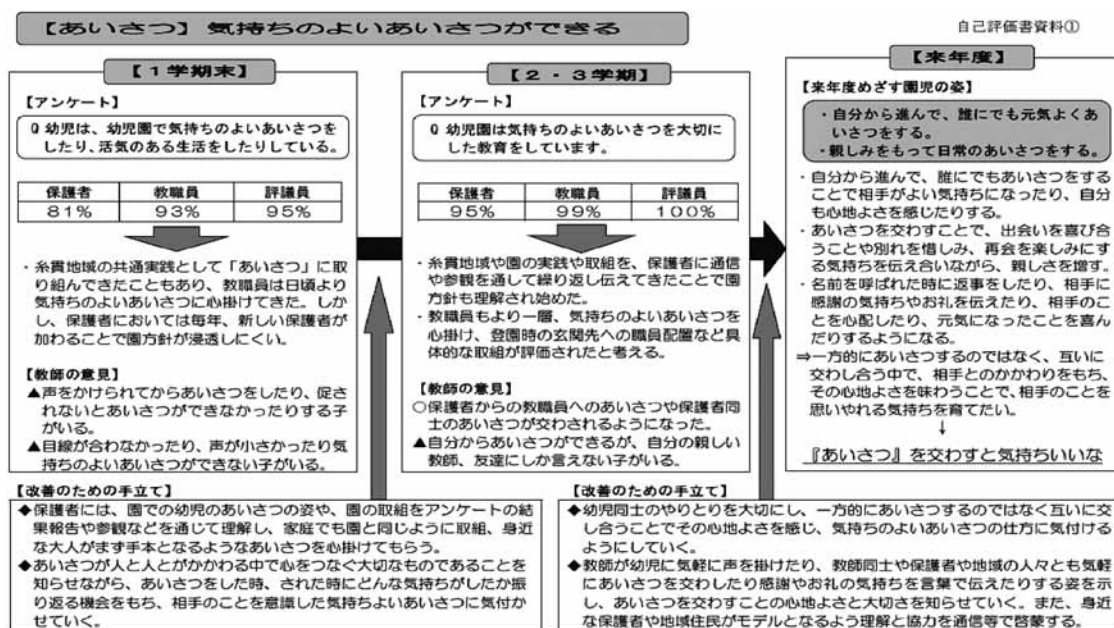 【あいさつ】気持ちのよいあいさつができる
自己評価書資料①
【1学期末】
【アンケート】
Q 幼児は、幼児園で気持ちのよいあいさつを
したり、活気のある生活をしたりしている。
保護者 教職員 評議員
81% 93% 95%
・糸貫地域の共通実践として「あいさつ」に取
り組んできたこともあり、教職員は日頃より
気持ちのよいあいさつに心掛けてきた。しか
し、保護者においては毎年、新しい保護者が
加わることで園方針が浸透しにくい。
【教師の意見】
▲声をかけられてからあいさつをしたり、促さ
れないとあいさつができなかったりする子
がいる。
▲目線が合わなかったり、声が小さかったり気
持ちのよいあいさつができない子がいる。
【2・3学期】
【アンケート】
Q 幼児園は気持ちのよいあいさつを大切に
した教育をしています。
保護者 教職員 評議員
95% 99% 100%
・糸貫地域や園の実践や取組を、保護者に通信
や参観を通して繰り返し伝えてきたことで園
方針も理解され始めた。
・教職員もより一層、気持ちのよいあいさつを
心掛け、登園時の玄関先への職員配置など具
体的な取組が評価されたと考える。
【教師の意見】
○保護者からの教職員へのあいさつや保護者同
士のあいさつが交わされるようになった。
▲自分からあいさつができるが、自分の親しい
教師、友達にしか言えない子がいる。
【来年度】
【来年度めざす園児の姿】
・自分から進んで、誰にでも元気よくあ
いさつをする。
・親しみをもって日常のあいさつをする。
・自分から進んで、誰にでもあいさつをする
ことで相手がよい気持ちになったり、自分
も心地よさを感じたりする。
・あいさつを交わすことで、出会いを喜び合
うことや別れを惜しみ、再会を楽しみにす
る気持ちを伝え合いながら、親しさを増す。
・名前を呼ばれた時に返事をしたり、相手に
感謝の気持ちやお礼を伝えたり、相手のこ
とを心配したり、元気になったことを喜ん
だりするようになる。
⇒一方的にあいさつするのではなく、互いに
交わし合う中で、相手とのかかわりをもち、
その心地よさを味わうことで、相手のことを
思いやれる気持ちを育てたい。
↓
『あいさつ』を交わすと気持ちいいな
【改善のための手立て】
◆保護者には、園での幼児のあいさつの姿や、園の取組をアンケートの結
果報告や参観などを通じて理解し、家庭でも園と同じように取組、身近
な大人がまず手本となるようなあいさつを心掛けてもらう。
◆あいさつが人と人とがかかわる中で心をつなぐ大切なものであることを
知らせながら、あいさつをした時、された時にどんな気持ちがしたか振
り返る機会をもち、相手のことを意識した気持ちよいあいさつに気付か
せていく。
【改善のための手立て】
◆幼児同士のやりとりを大切にし、一方的にあいさつするのではなく互いに交
し合うことでその心地よさを感じ、気持ちのよいあいさつの仕方に気付ける
ようにしていく。
◆教師が幼児に気軽に声を掛けたり、教師同士や保護者や地域の人々とも気軽
にあいさつを交わしたり感謝やお礼の気持ちを言葉で伝えたりする姿を示
し、あいさつを交わすことの心地よさと大切さを知らせていく。また、身近
な保護者や地域住民がモデルとなるよう理解と協力を通信等で啓蒙する。